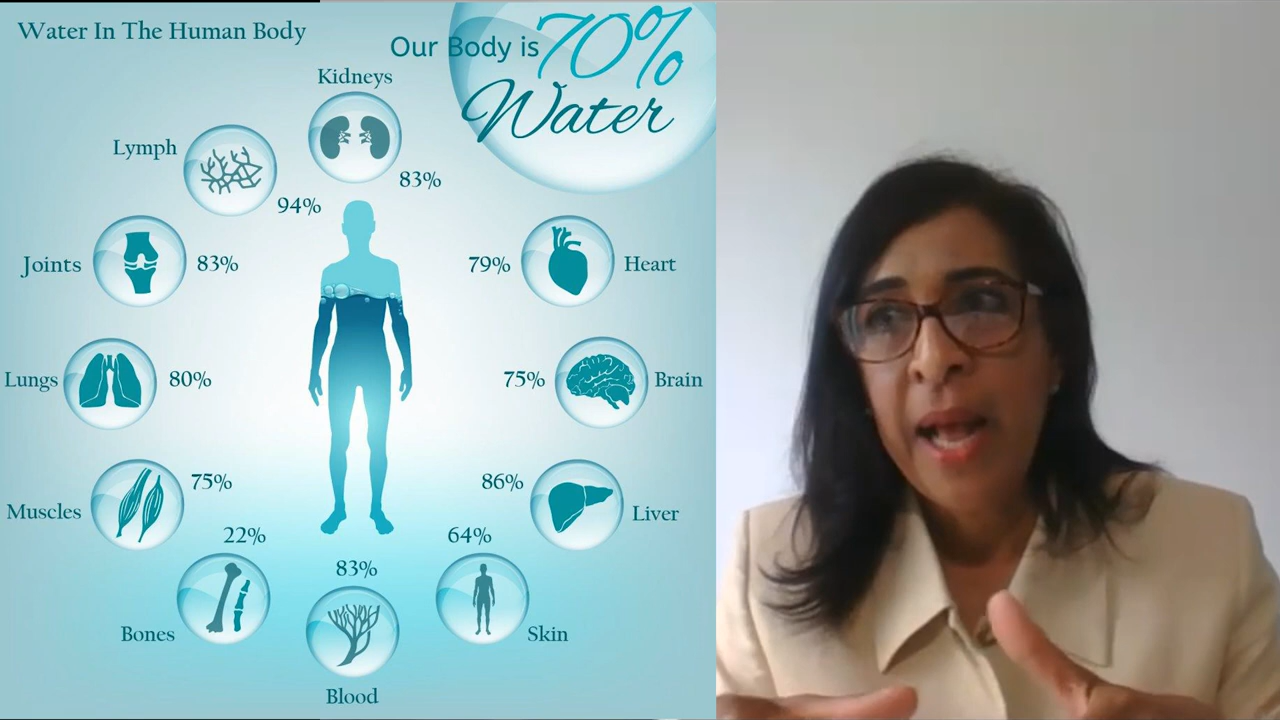 Water In The Human Body
Our Body is 70%
Water
Kidneys
83%
Lymph
94%
Joints
83%
79%
Heart
Lungs
80%
75%
Brain
Muscles
75%
86%
Liver
22%
Bones
64%
Skin
83%
Blood